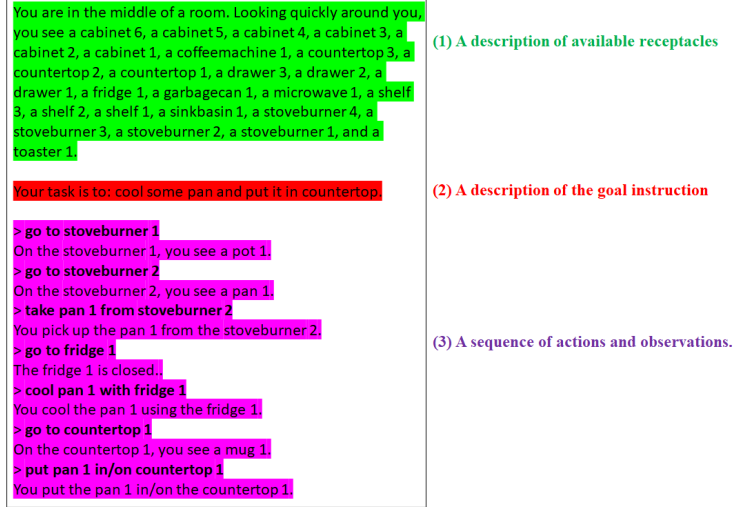 You are in the middle of a room. Looking quickly around you,
you see a cabinet 6, a cabinet 5, a cabinet 4, a cabinet 3, a
cabinet 2, a cabinet 1, a coffeemachine 1, a countertop 3, a
countertop 2, a countertop 1, a drawer 3, a drawer 2, a
drawer 1, a fridge 1, a garbagecan 1, a microwave 1, a shelf
3, a shelf 2, a shelf 1, a sinkbasin 1, a stoveburner 4, a
stoveburner 3, a stoveburner 2, a stoveburner 1, and a
toaster 1.
(1) A description of available receptacles
Your task is to: cool some pan and put it in countertop.
(2) A description of the goal instruction
> go to stoveburner 1
On the stoveburner 1, you see a pot 1.
> go to stoveburner 2
On the stoveburner 2, you see a pan 1.
> take pan 1 from stoveburner 2
You pick up the pan 1 from the stoveburner 2.
> go to fridge 1
The fridge 1 is closed..
> cool pan 1 with fridge 1
You cool the pan 1 using the fridge 1.
> go to countertop 1
On the countertop 1, you see a mug 1.
> put pan 1 in/on countertop 1
You put the pan 1 in/on the countertop 1.
(3) A sequence of actions and observations.